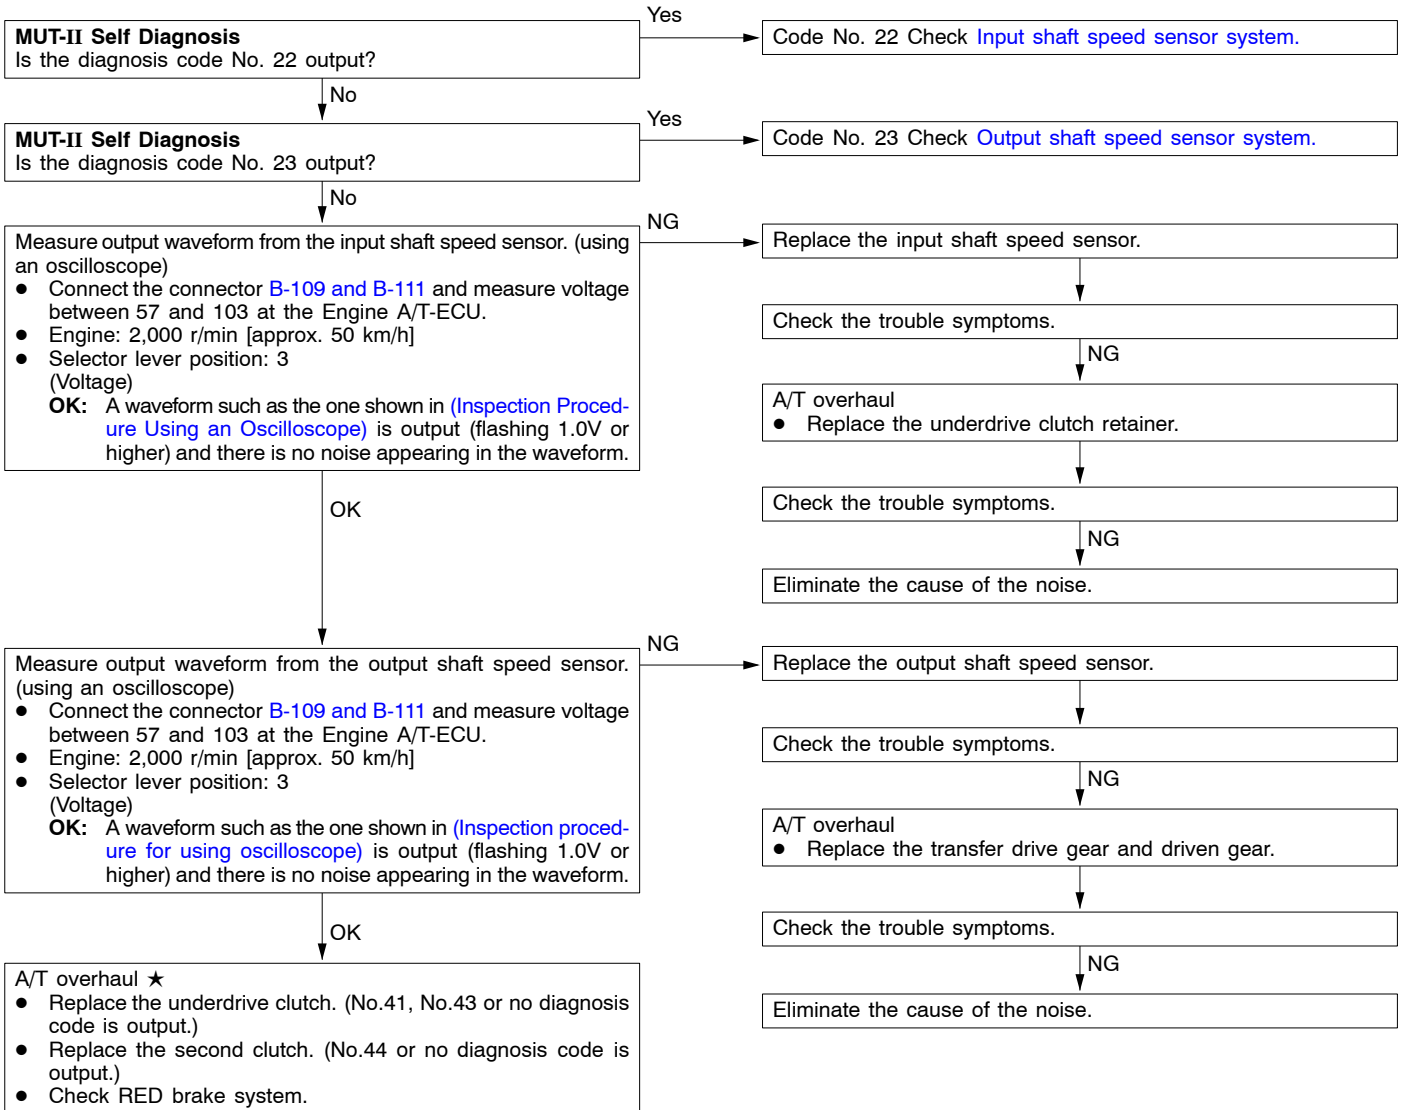 MUT-II Self Diagnosis
Is the diagnosis code No. 22 output?
Yes
Code No. 22 Check Input shaft speed sensor system.
No
MUT-II Self Diagnosis
Is the diagnosis code No. 23 output?
Yes
Code No. 23 Check Output shaft speed sensor system.
No
Measure output waveform from the input shaft speed sensor. (using
an oscilloscope)
● Connect the connector B-109 and B-111 and measure voltage
between 57 and 103 at the Engine A/T-ECU.
● Engine: 2,000 r/min [approx. 50 km/h]
● Selector lever position: 3
(Voltage)
OK: A waveform such as the one shown in (Inspection Proced-
ure Using an Oscilloscope) is output (flashing 1.0V or
higher) and there is no noise appearing in the waveform.
NG
Replace the input shaft speed sensor.
Check the trouble symptoms.
NG
A/T overhaul
● Replace the underdrive clutch retainer.
Check the trouble symptoms.
NG
Eliminate the cause of the noise.
OK
Measure output waveform from the output shaft speed sensor.
(using an oscilloscope)
● Connect the connector B-109 and B-111 and measure voltage
between 57 and 103 at the Engine A/T-ECU.
● Engine: 2,000 r/min [approx. 50 km/h]
● Selector lever position: 3
(Voltage)
OK: A waveform such as the one shown in (Inspection proced-
ure for using oscilloscope) is output (flashing 1.0V or
higher) and there is no noise appearing in the waveform.
NG
Replace the output shaft speed sensor.
Check the trouble symptoms.
NG
A/T overhaul
● Replace the transfer drive gear and driven gear.
Check the trouble symptoms.
NG
Eliminate the cause of the noise.
OK
A/T overhaul ★
● Replace the underdrive clutch. (No.41, No.43 or no diagnosis
code is output.)
● Replace the second clutch. (No.44 or no diagnosis code is
output.)
● Check RED brake system.